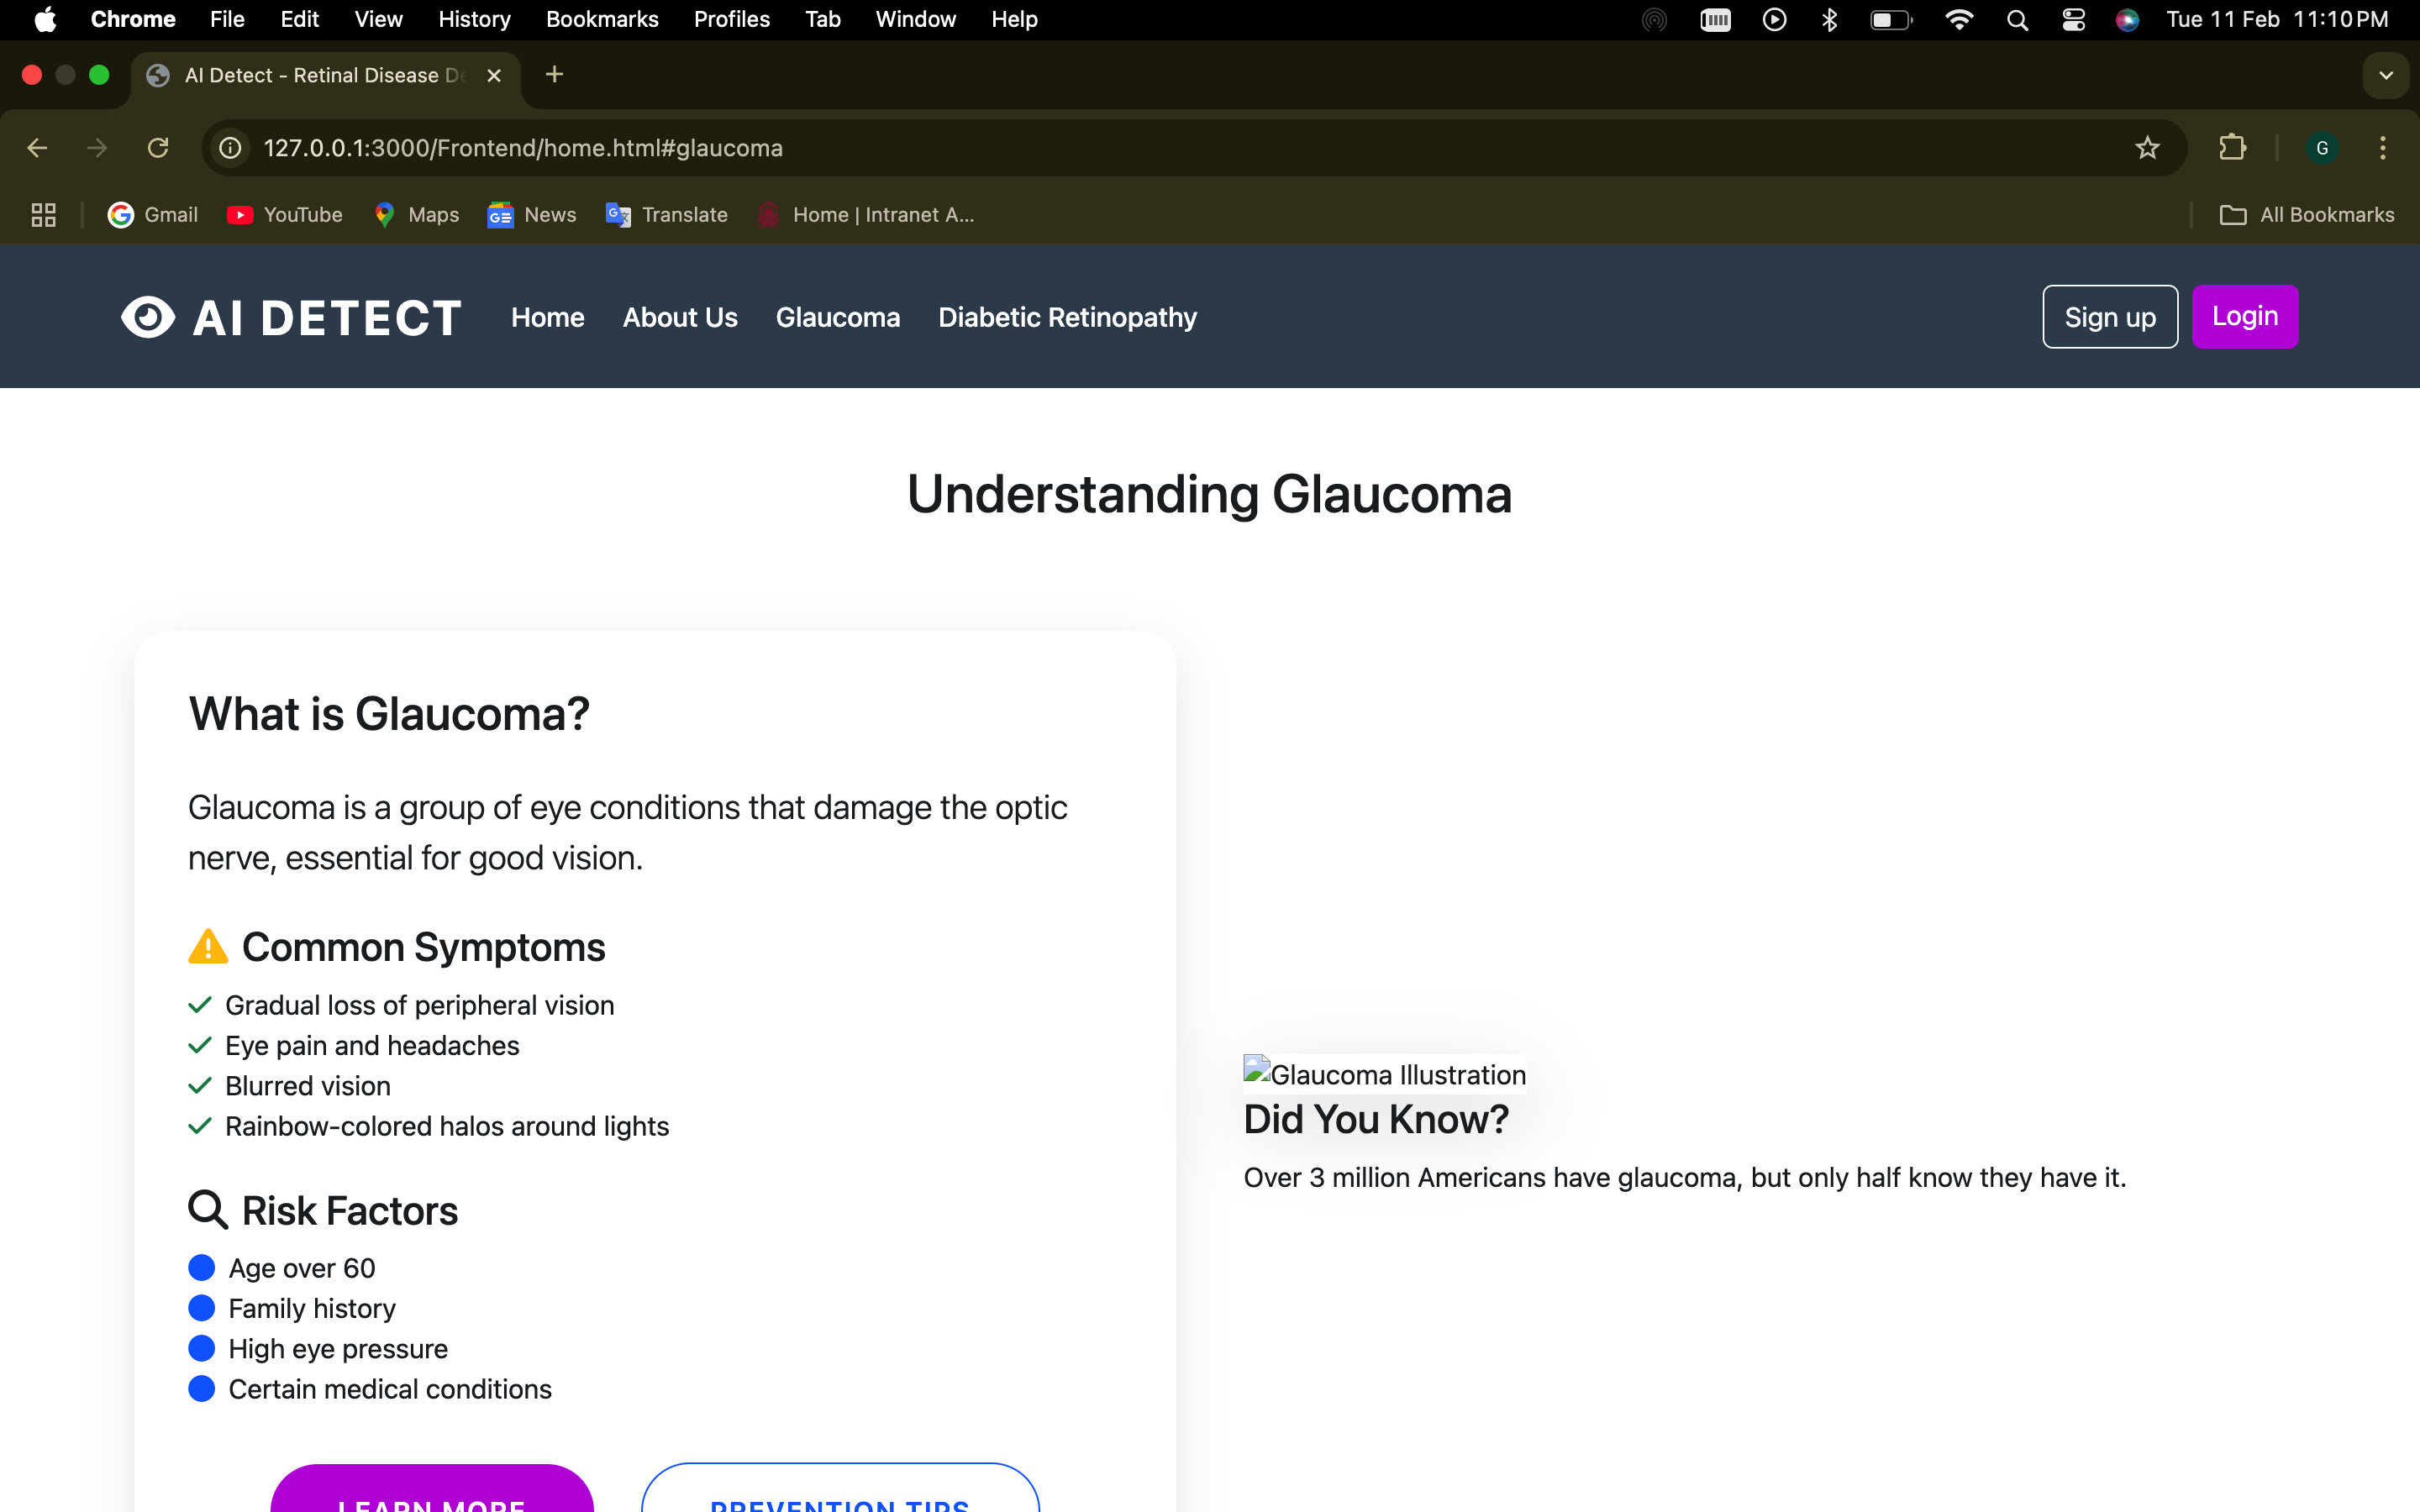 Chrome File Edit View History Bookmarks Profiles Tab Window Help Tue 11 Feb 11:10 PM
AI Detect - Retinal Disease De
127.0.0.1:3000/Frontend/home.html#glaucoma G
Gmail YouTube Maps News Translate Home | Intranet A... All Bookmarks
AI DETECT Home About Us Glaucoma Diabetic Retinopathy Sign up Login
Understanding Glaucoma
What is Glaucoma?
Glaucoma is a group of eye conditions that damage the optic
nerve, essential for good vision.
Common Symptoms
Gradual loss of peripheral vision
Eye pain and headaches
Blurred vision
Rainbow-colored halos around lights
Risk Factors
Age over 60
Family history
High eye pressure
Certain medical conditions
LEARN MORE PREVENTION TIPS
Glaucoma Illustration
Did You Know?
Over 3 million Americans have glaucoma, but only half know they have it.